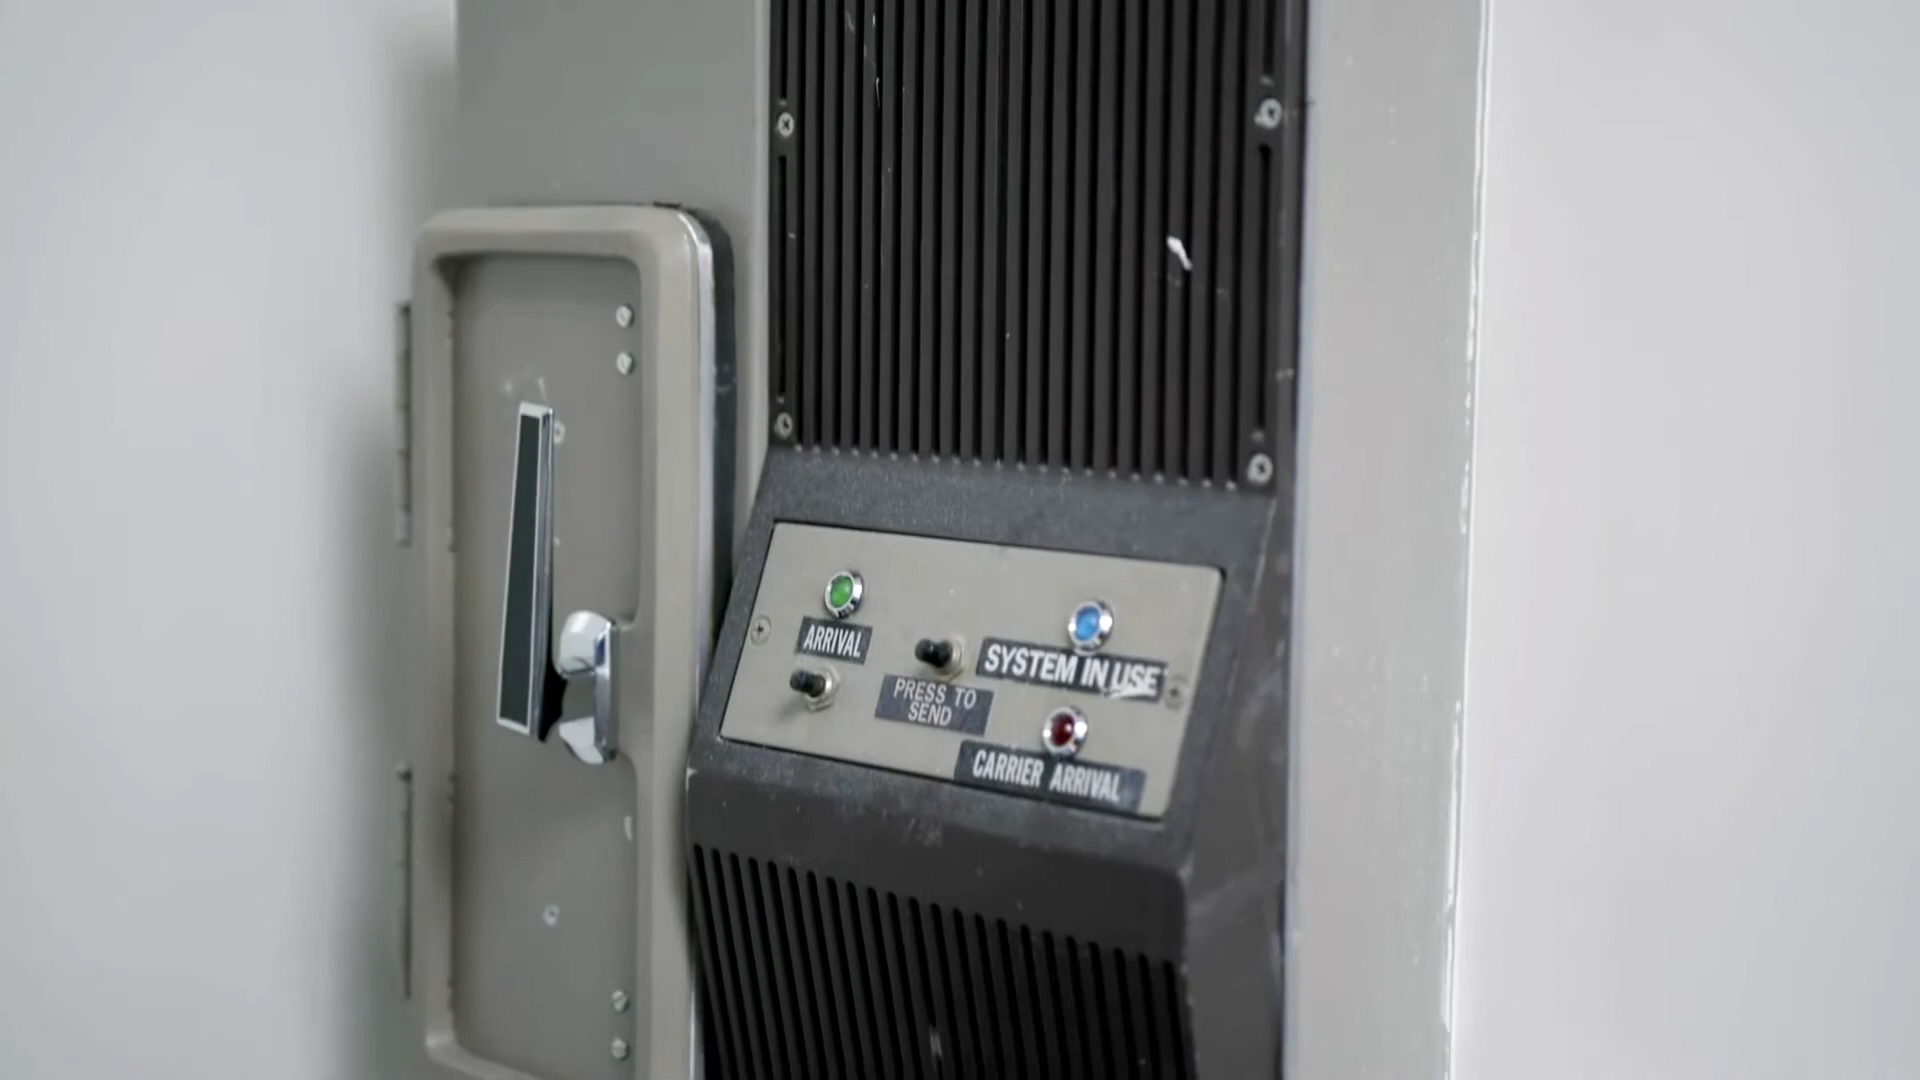 ARRIVAL
PRESS TO
SEND
SYSTEM IN USE
CARRIER ARRIVAL